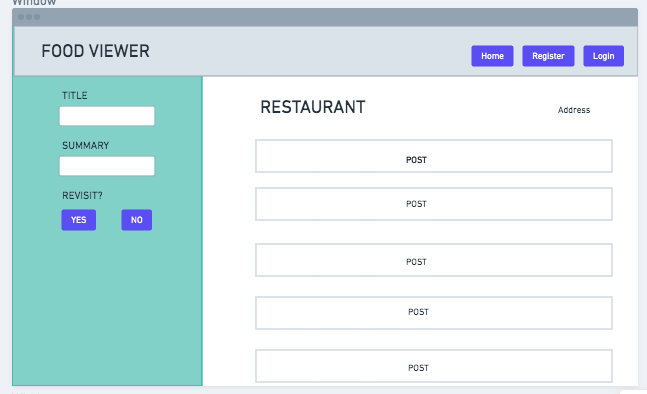 Window
FOOD VIEWER
Home Register Login
TITLE
SUMMARY
REVISIT?
YES NO
RESTAURANT
Address
POST
POST
POST
POST
POST